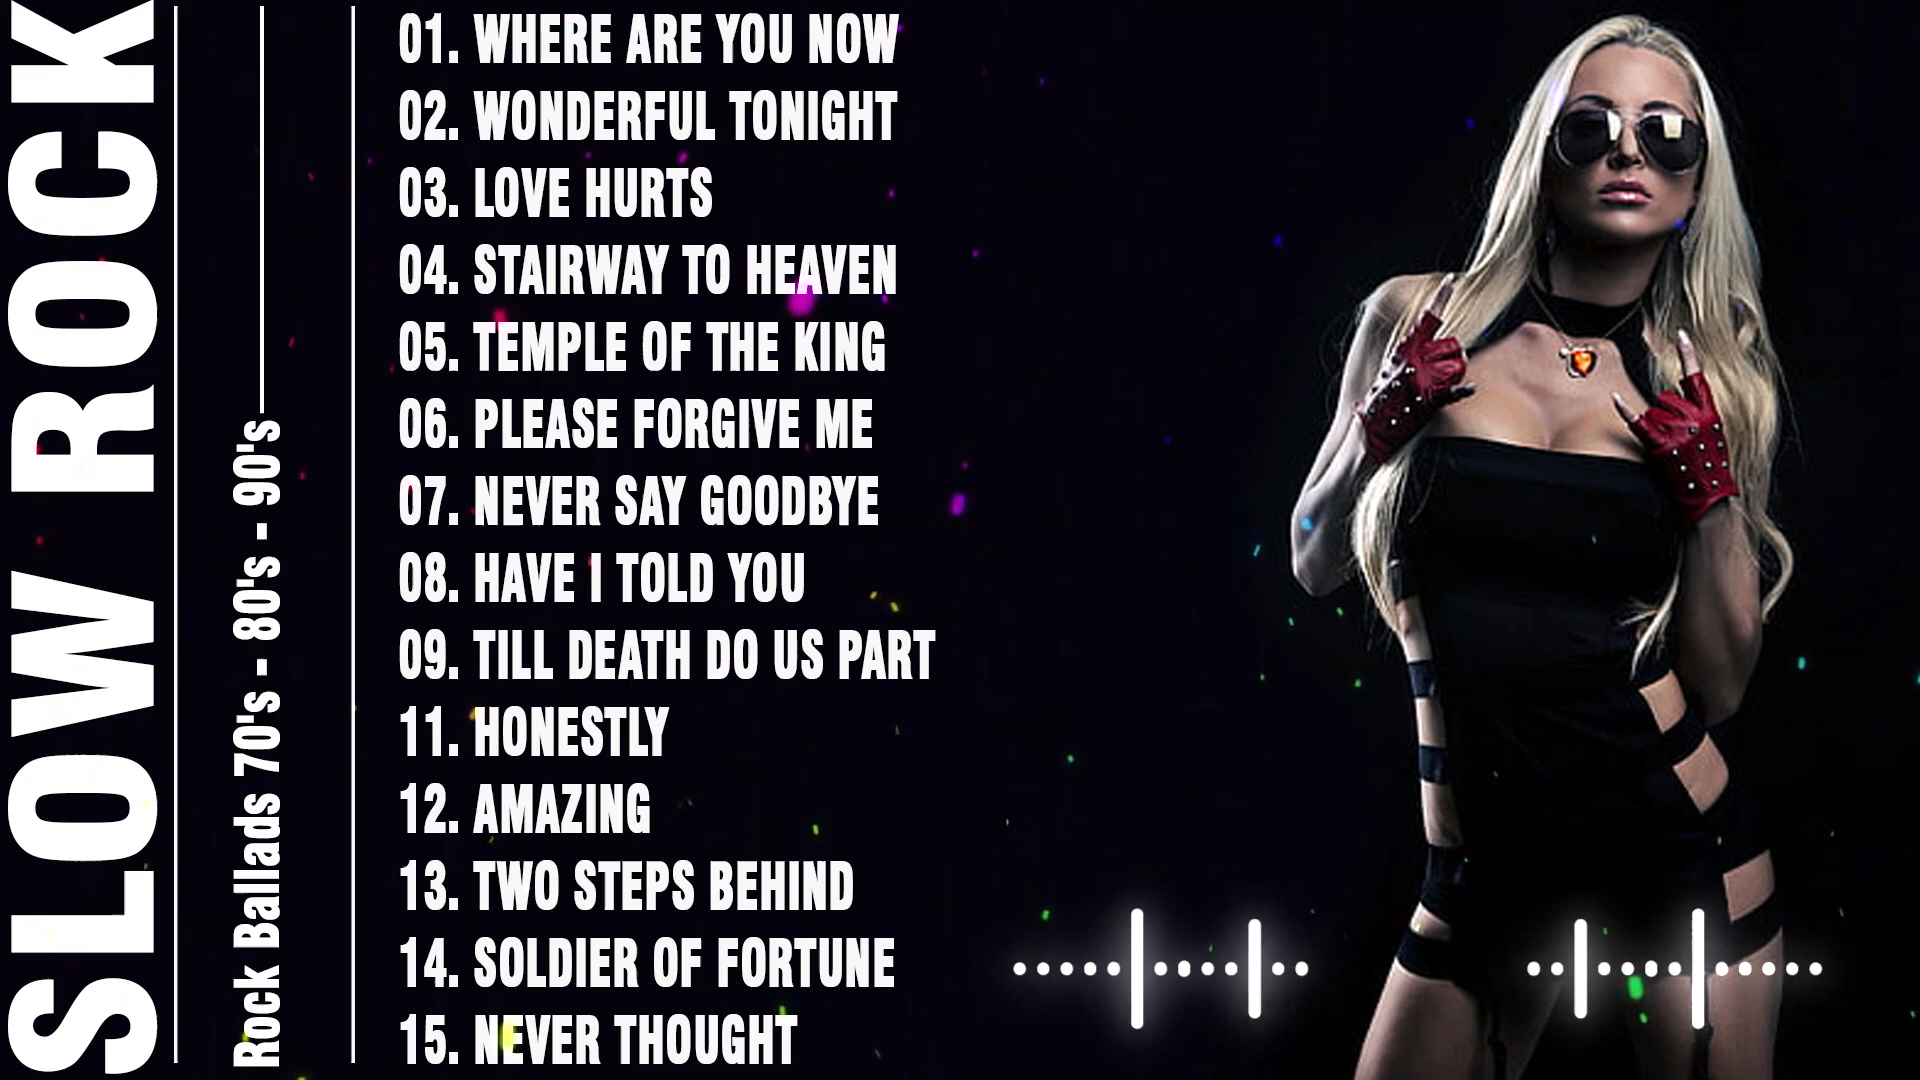 SLOW ROCK
Rock Ballads 70's - 80's - 90's
01. WHERE ARE YOU NOW
02. WONDERFUL TONIGHT
03. LOVE HURTS
04. STAIRWAY TO HEAVEN
05. TEMPLE OF THE KING
06. PLEASE FORGIVE ME
07. NEVER SAY GOODBYE
08. HAVE I TOLD YOU
09. TILL DEATH DO US PART
11. HONESTLY
12. AMAZING
13. TWO STEPS BEHIND
14. SOLDIER OF FORTUNE
15. NEVER THOUGHT